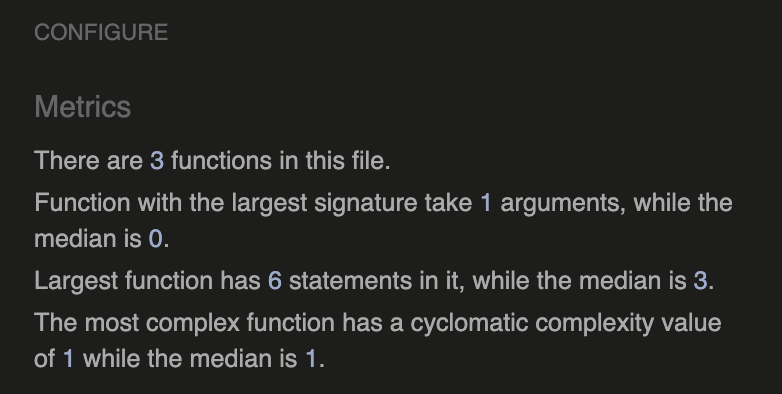 CONFIGURE
Metrics
There are 3 functions in this file.
Function with the largest signature take 1 arguments, while the
median is 0.
Largest function has 6 statements in it, while the median is 3.
The most complex function has a cyclomatic complexity value
of 1 while the median is 1.